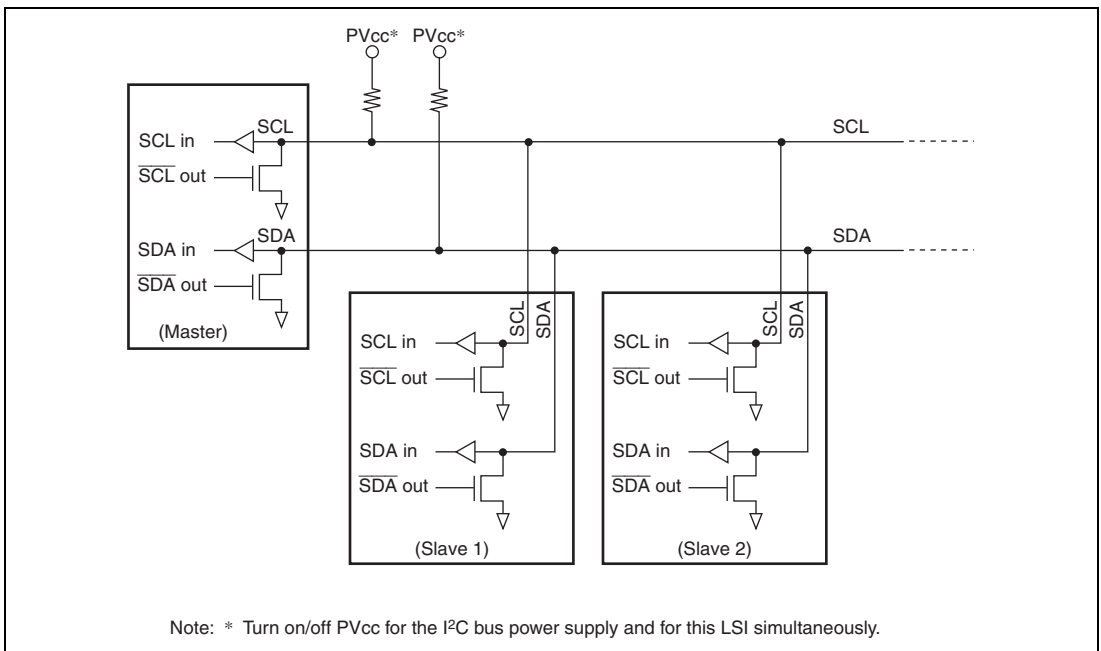 PVcc* PVcc*
SCL
SCL in
SCL out
SDA
SDA in
SDA out
(Master)
SCL
SDA
SCL
SDA
SCL in
SCL out
SDA in
SDA out
(Slave 1)
SCL
SDA
SCL in
SCL out
SDA in
SDA out
(Slave 2)
Note: * Turn on/off PVcc for the I²C bus power supply and for this LSI simultaneously.